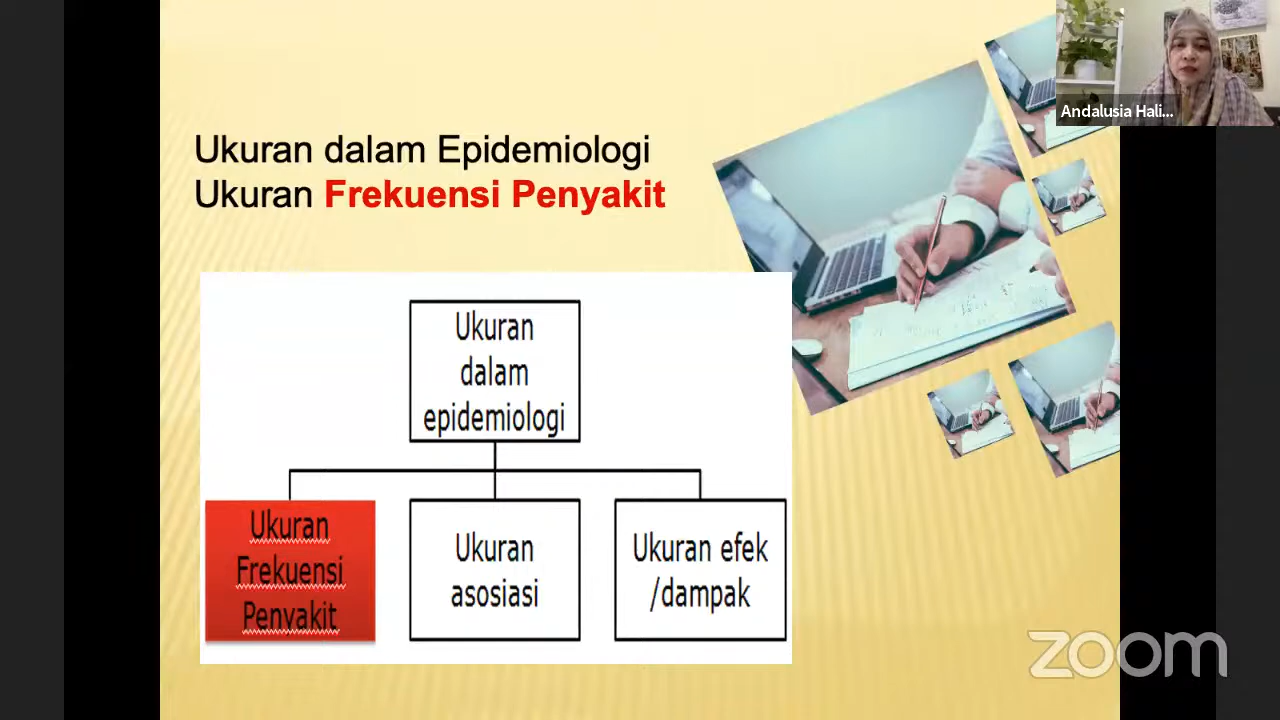 Andalusia Hali...
Ukuran dalam Epidemiologi
Ukuran Frekuensi Penyakit
Ukuran
dalam
epidemiologi
Ukuran
Frekuensi
Penyakit
Ukuran
asosiasi
Ukuran efek
/dampak
zoom